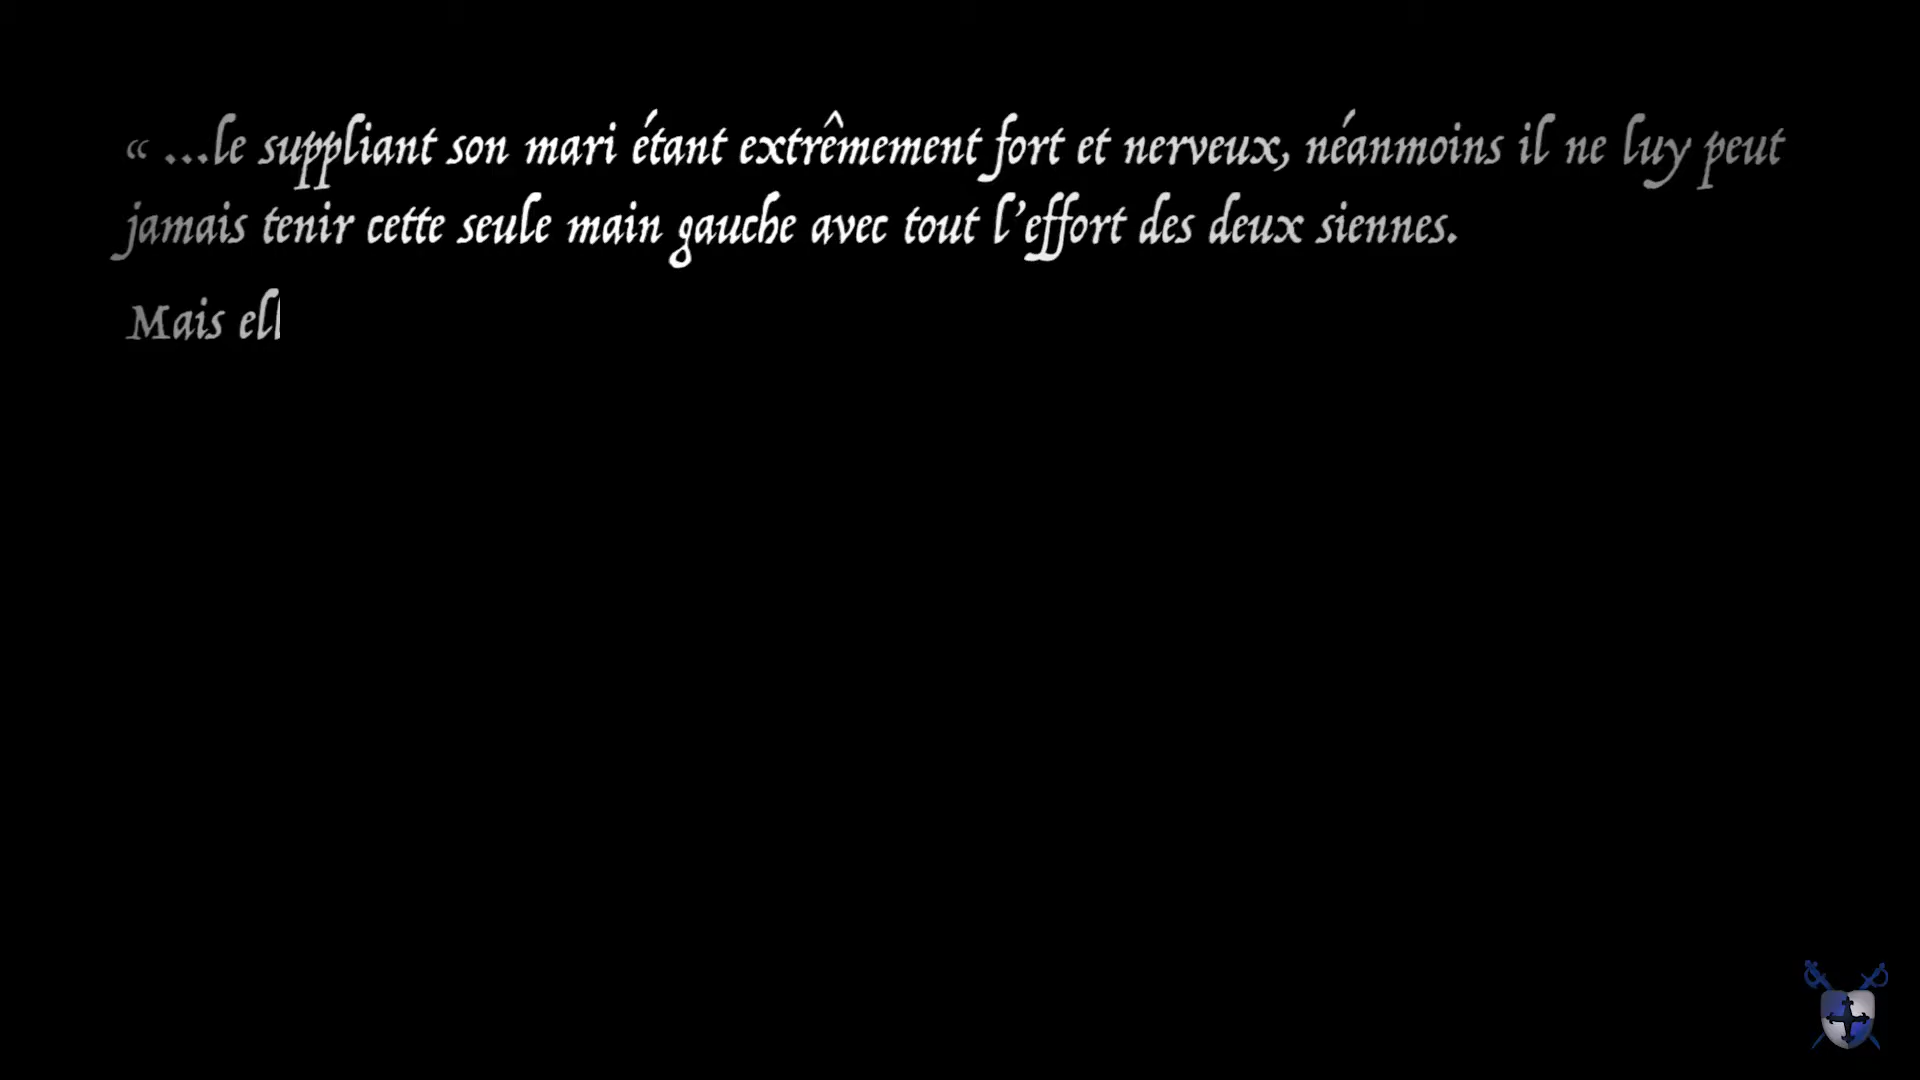 « ...le suppliant son mari étant extrêmement fort et nerveux, néanmoins il ne luy peut
jamais tenir cette seule main gauche avec tout l'effort des deux siennes.
Mais ell